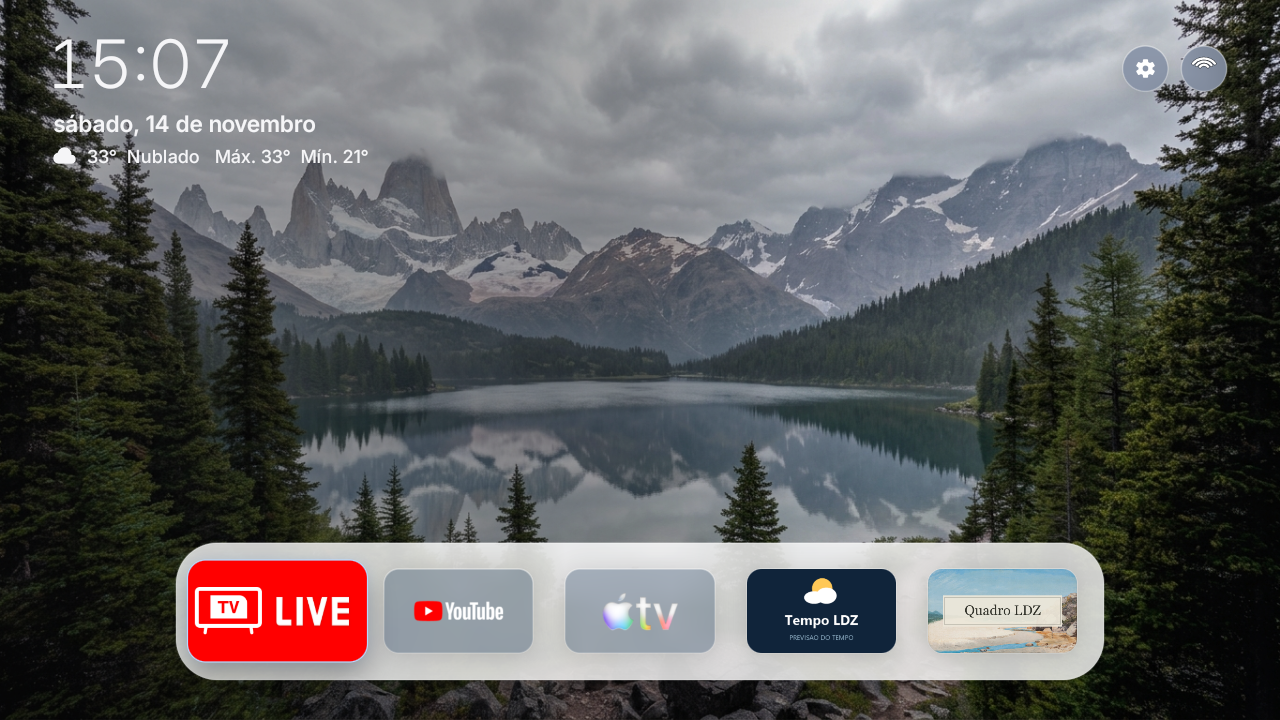 15:07
sábado, 14 de novembro
33° Nublado Máx. 33° Mín. 21°
TV LIVE
YouTube
tv
Tempo LDZ
PREVISAO DO TEMPO
Quadro LDZ